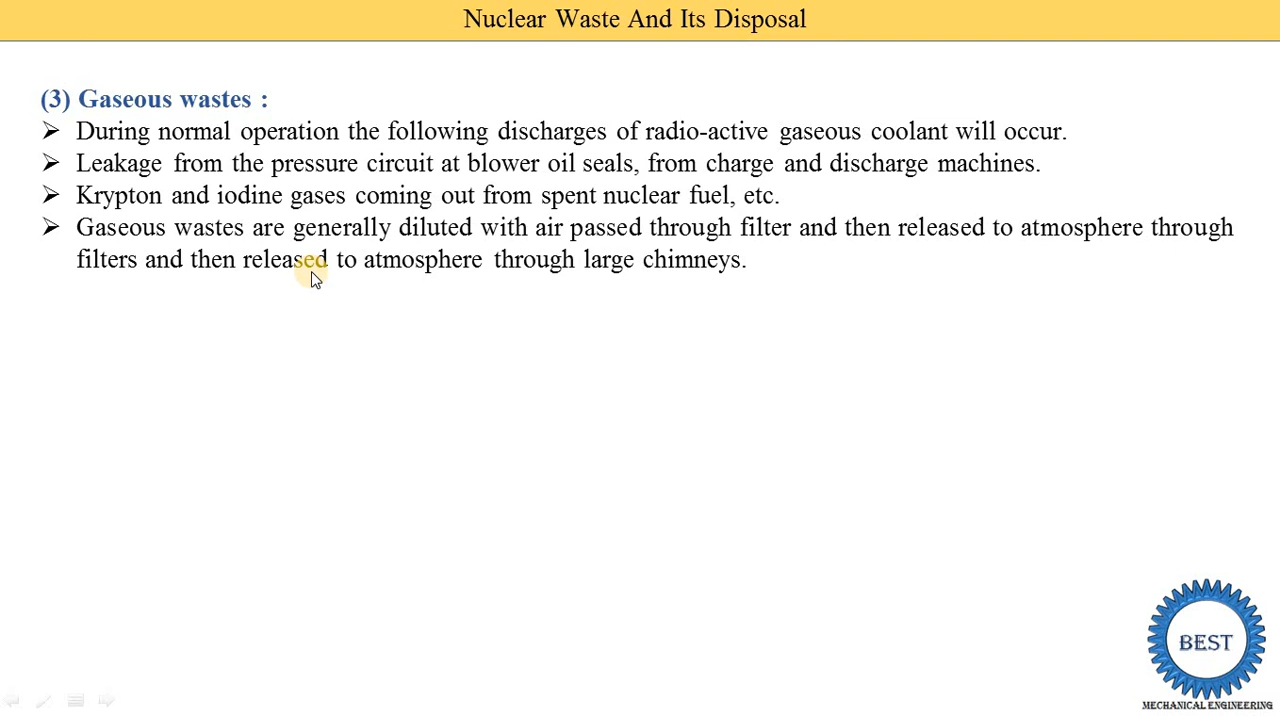 Nuclear Waste And Its Disposal
(3) Gaseous wastes :
➢ During normal operation the following discharges of radio-active gaseous coolant will occur.
➢ Leakage from the pressure circuit at blower oil seals, from charge and discharge machines.
➢ Krypton and iodine gases coming out from spent nuclear fuel, etc.
➢ Gaseous wastes are generally diluted with air passed through filter and then released to atmosphere through
filters and then released to atmosphere through large chimneys.
BEST
MECHANICAL ENGINEERING